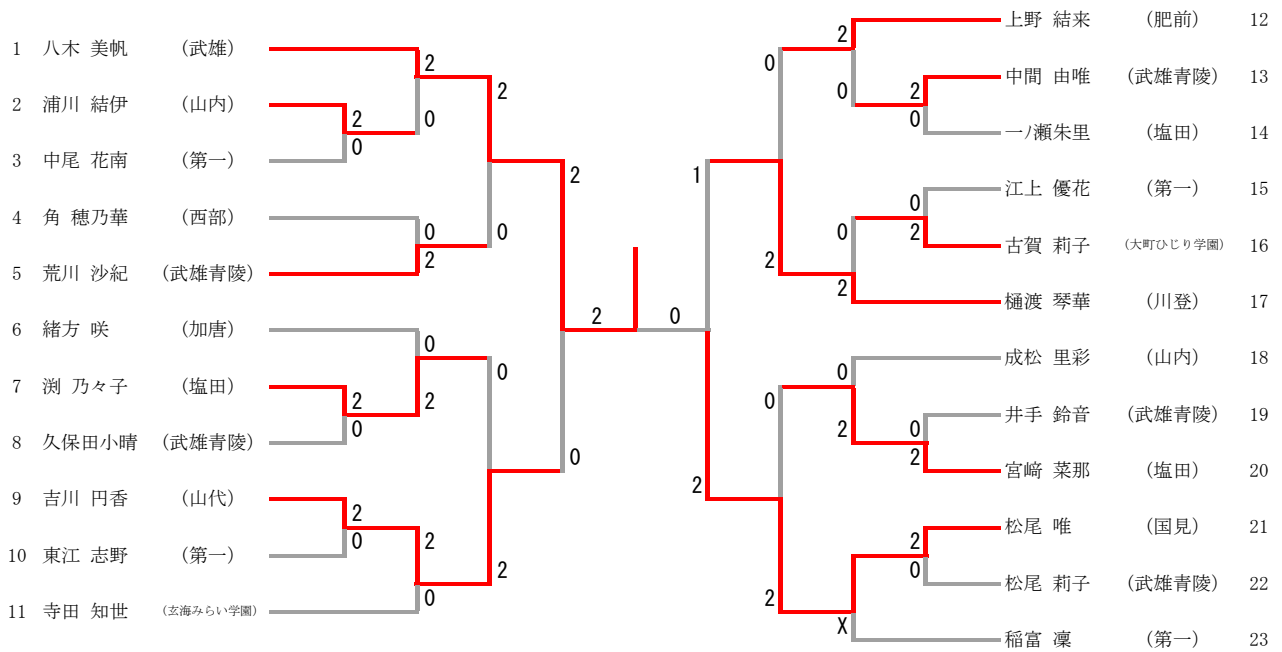 1 八木 美帆 (武雄)
2 浦川 結伊 (山内)
3 中尾 花南 (第一)
4 角 穂乃華 (西部)
5 荒川 沙紀 (武雄青陵)
6 緒方 咲 (加唐)
7 渕 乃々子 (塩田)
8 久保田小晴 (武雄青陵)
9 吉川 円香 (山代)
10 東江 志野 (第一)
11 寺田 知世 (玄海みらい学園)
2
0
2
0
2
0
0
2
2
0
2
0
0
2
2
0
2
0
2
0
2
0
1
2
0
2
0
2
2
0
0
2
0
2
0
2
2
0
0
2
2
0
X
上野 結来 (肥前) 12
中間 由唯 (武雄青陵) 13
一ノ瀬朱里 (塩田) 14
江上 優花 (第一) 15
古賀 莉子 (大町ひじり学園) 16
樋渡 琴華 (川登) 17
成松 里彩 (山内) 18
井手 鈴音 (武雄青陵) 19
宮﨑 菜那 (塩田) 20
松尾 唯 (国見) 21
松尾 莉子 (武雄青陵) 22
稲富 凜 (第一) 23